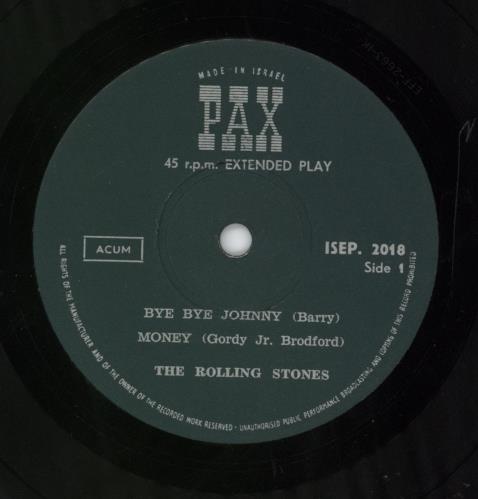 MADE IN ISRAEL
PAX
45 r.p.m. EXTENDED PLAY
ACUM
ISEP. 2018
Side 1
BYE BYE JOHNNY (Barry)
MONEY (Gordy Jr. Brodford)
THE ROLLING STONES
ALL RIGHTS OF THE MANUFACTURER AND OF THE OWNER OF THE RECORDED WORK RESERVED · UNAUTHORISED PUBLIC PERFORMANCE BROADCASTING AND COPYING OF THIS RECORD PROHIBITED